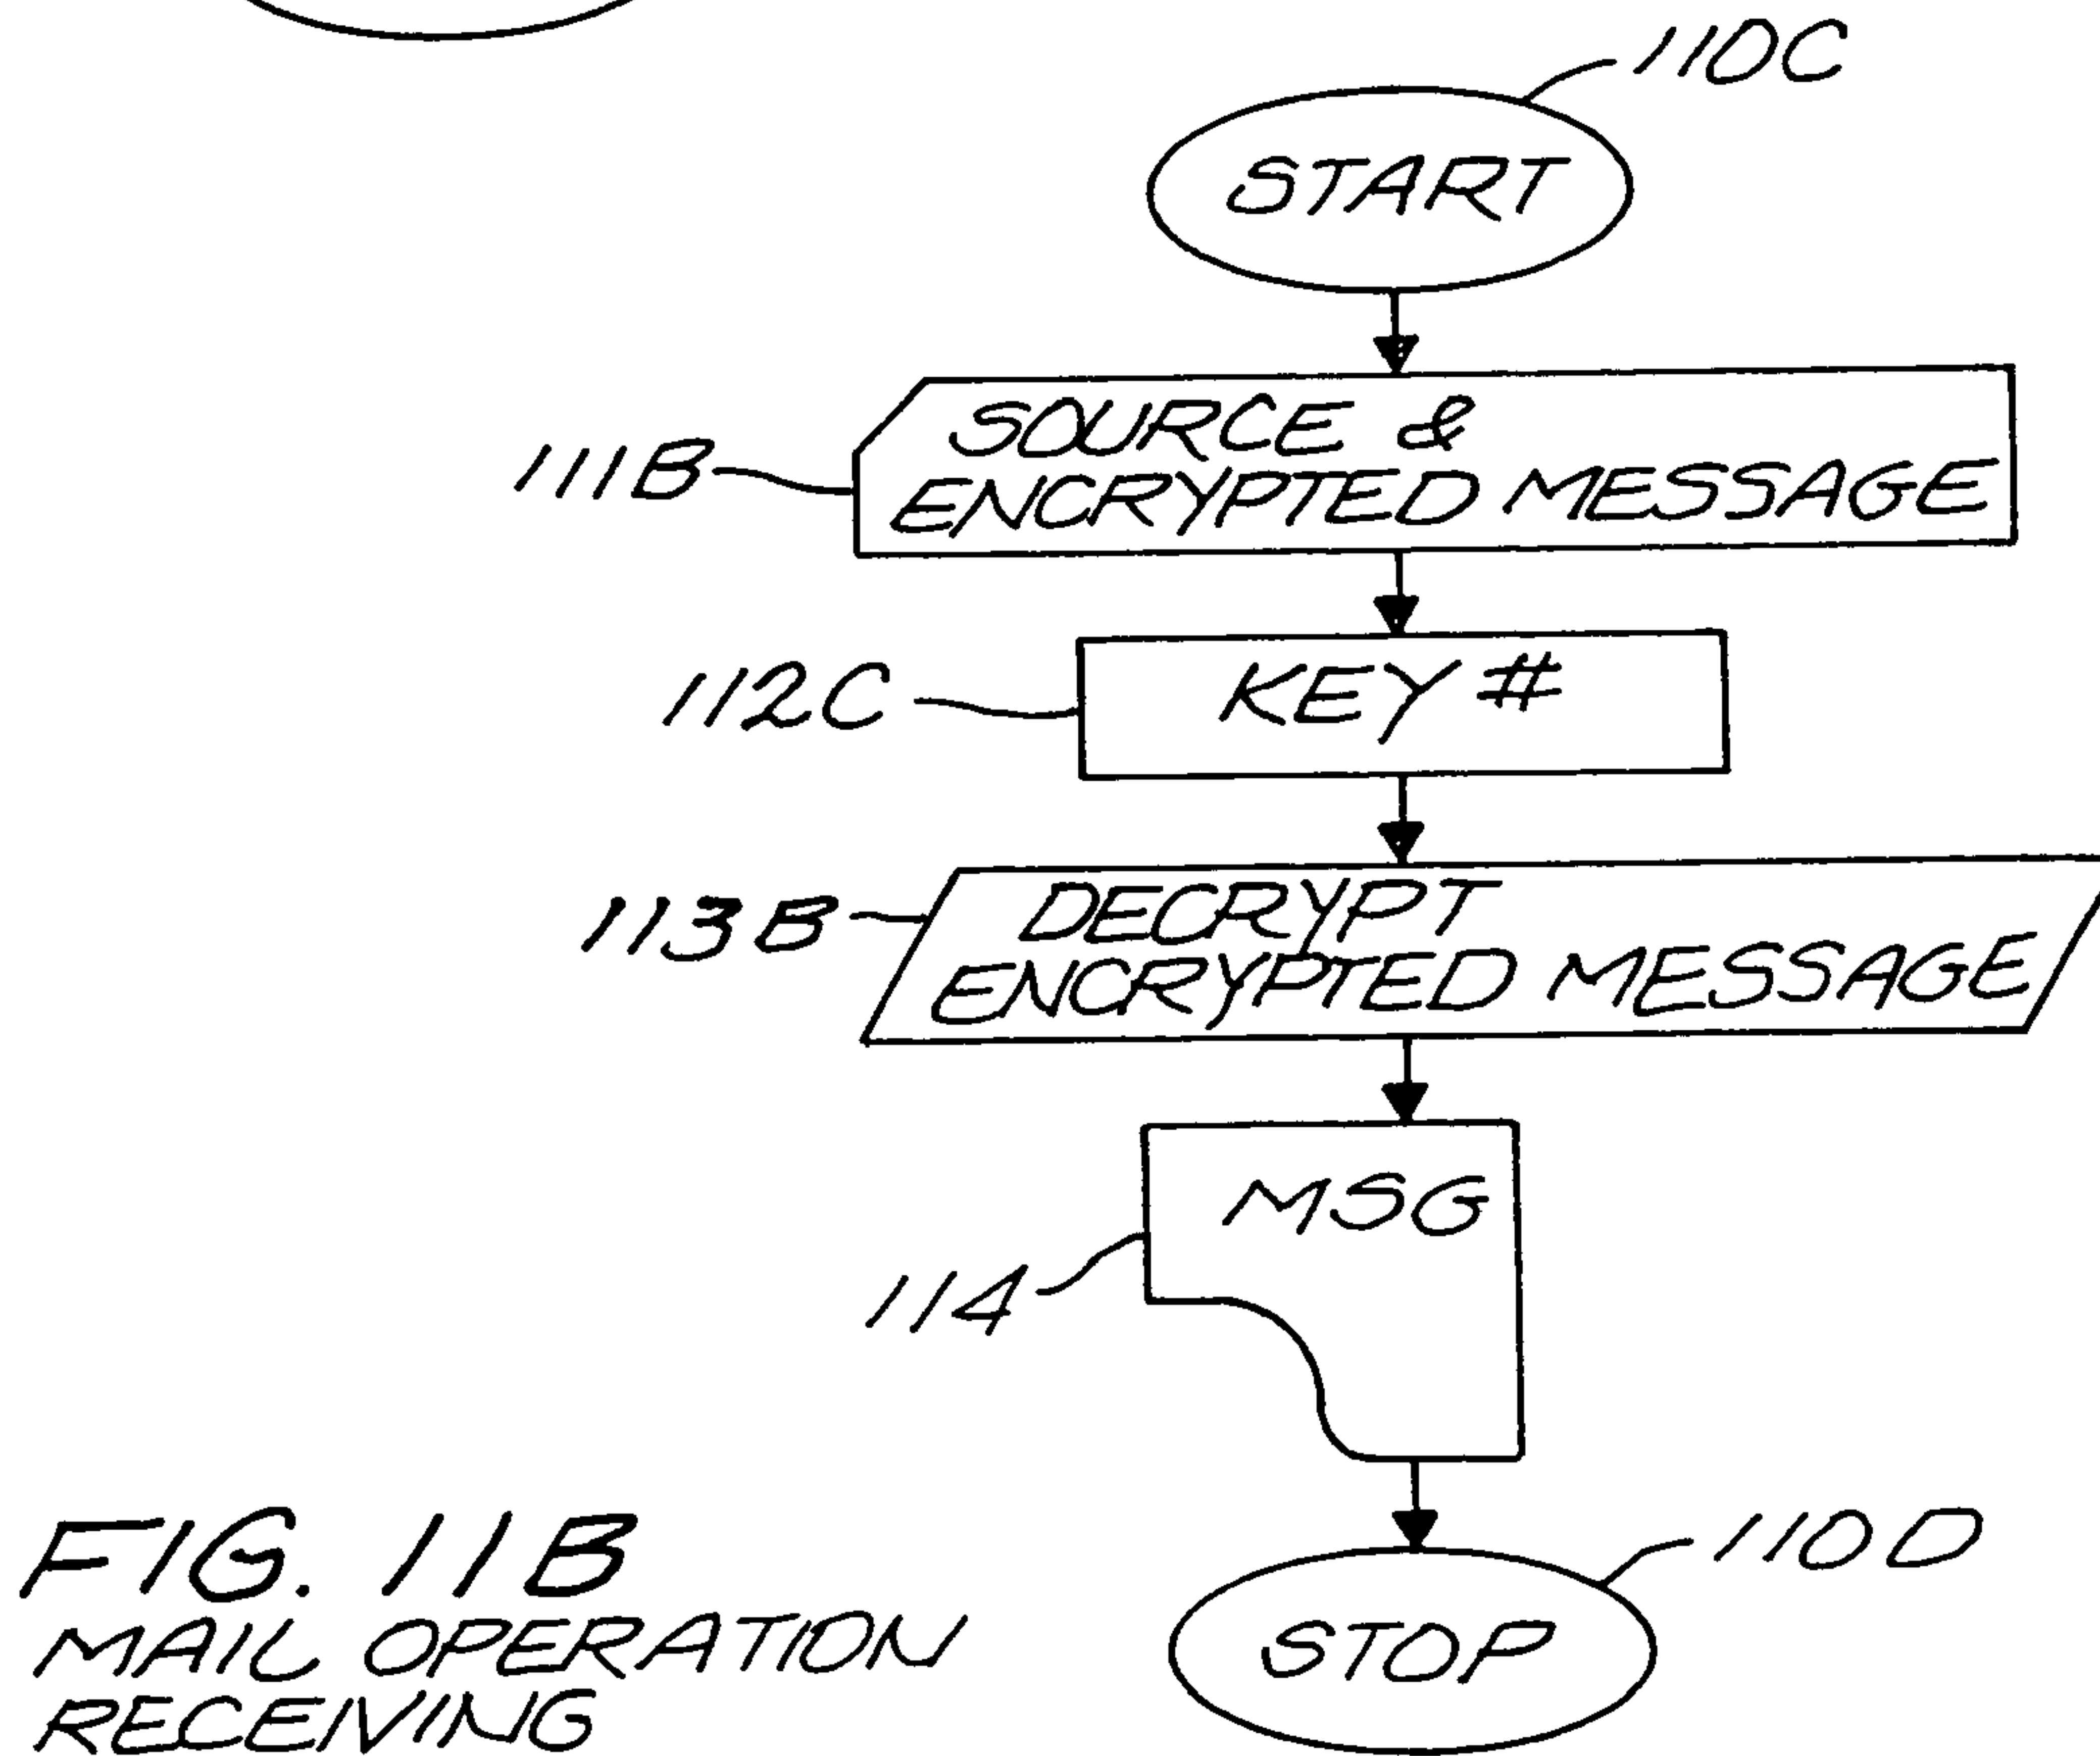 110C
START
SOURCE &
111B
ENCRYPTED MESSAGE
112C
KEY #
113B
DECRYPT
ENCRYPTED MESSAGE
MSG
114
110D
STOP
FIG. 11B
MAIL OPERATION
RECEIVING